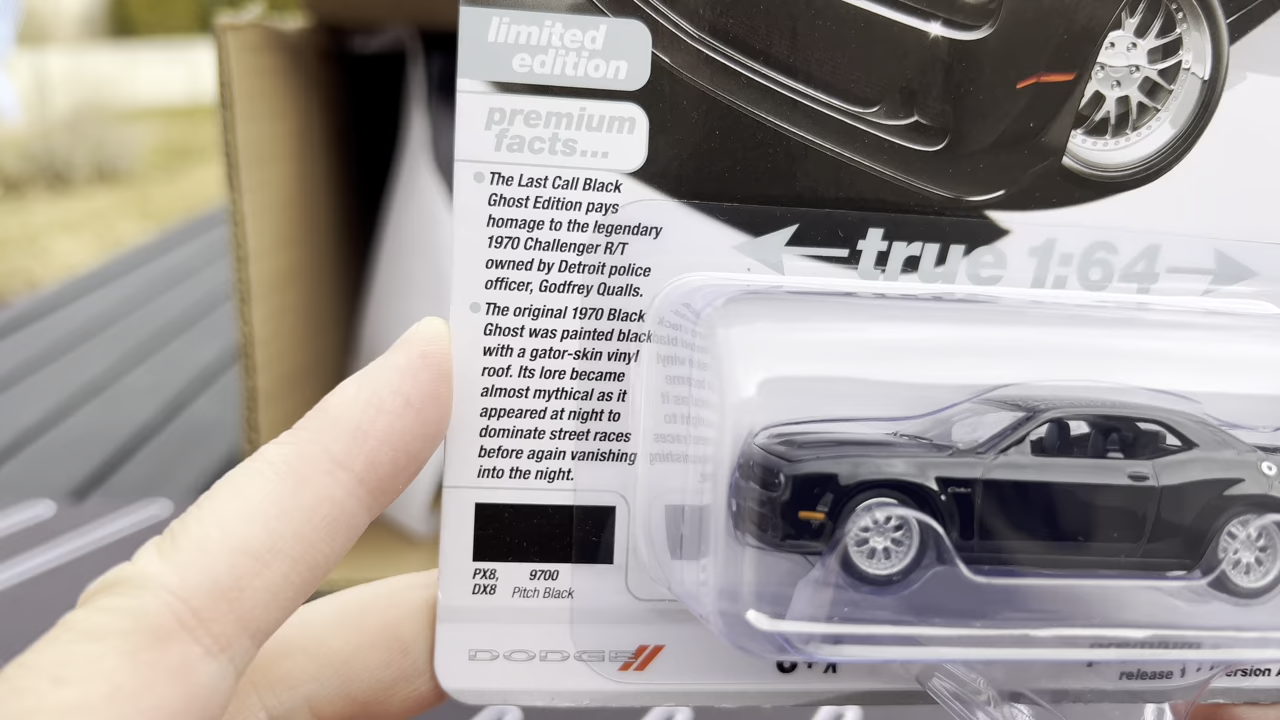 limited
edition
premium
facts...
The Last Call Black
Ghost Edition pays
homage to the legendary
1970 Challenger R/T
owned by Detroit police
officer, Godfrey Qualls.
The original 1970 Black
Ghost was painted black
with a gator-skin vinyl
roof. Its lore became
almost mythical as it
appeared at night to
dominate street races
before again vanishing
into the night.
true 1:64
PX8, 9700
DX8 Pitch Black
DODGE
premium
release 1